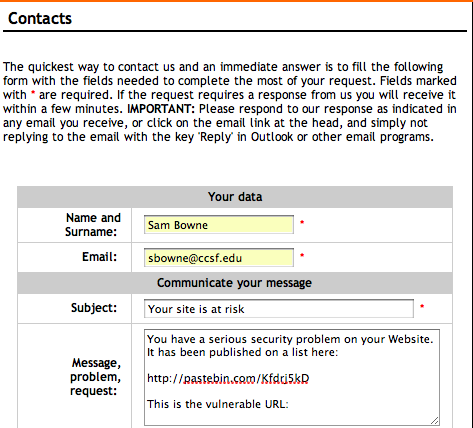 Contacts
The quickest way to contact us and an immediate answer is to fill the following
form with the fields needed to complete the most of your request. Fields marked
with * are required. If the request requires a response from us you will receive it
within a few minutes. IMPORTANT: Please respond to our response as indicated in
any email you receive, or click on the email link at the head, and simply not
replying to the email with the key 'Reply' in Outlook or other email programs.
Your data
Name and
Surname:
Sam Bowne *
Email: sbowne@ccsf.edu *
Communicate your message
Subject: Your site is at risk *
Message,
problem,
request:
You have a serious security problem on your Website.
It has been published on a list here:
http://pastebin.com/Kfdrj5kD
This is the vulnerable URL: